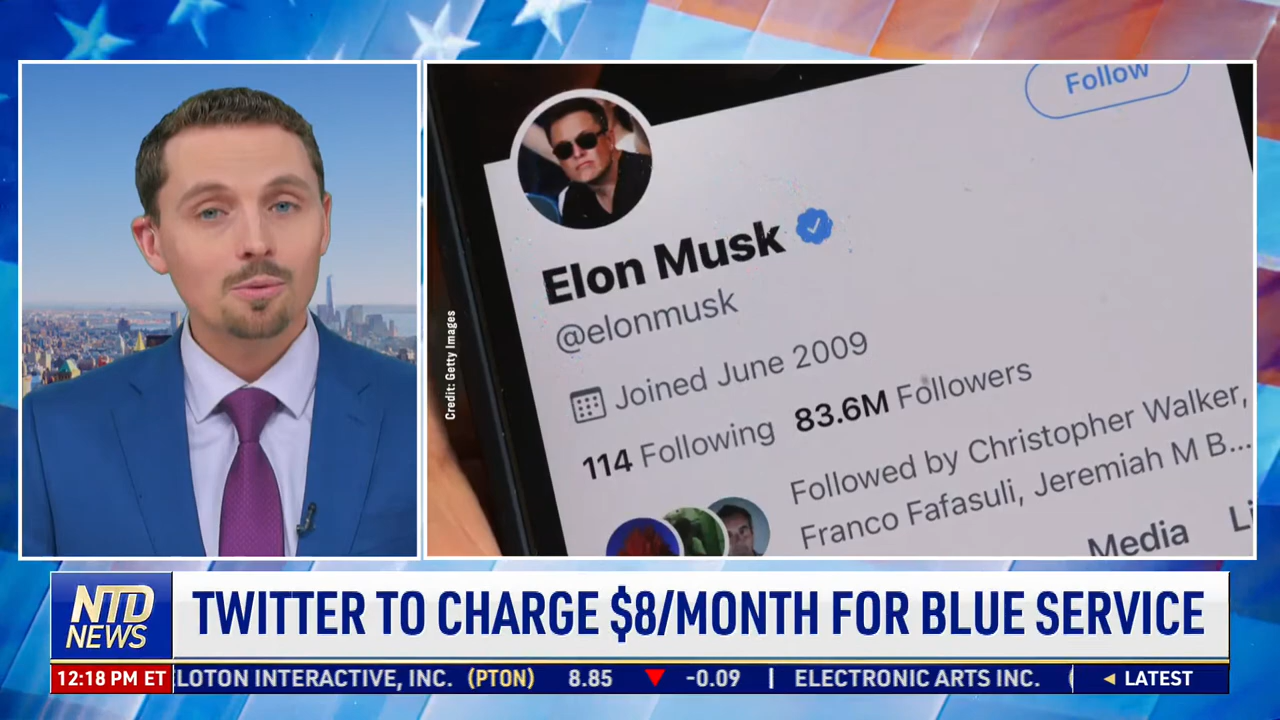 Follow
Elon Musk
@elonmusk
Joined June 2009
114 Following 83.6M Followers
Followed by Christopher Walker,
Franco Fafasuli, Jeremiah M B...
Media
Credit: Getty Images
NTD
NEWS
TWITTER TO CHARGE $8/MONTH FOR BLUE SERVICE
12:18 PM ET
LOTON INTERACTIVE, INC. (PTON) 8.85 ▼ -0.09 | ELECTRONIC ARTS INC. (
◄ LATEST